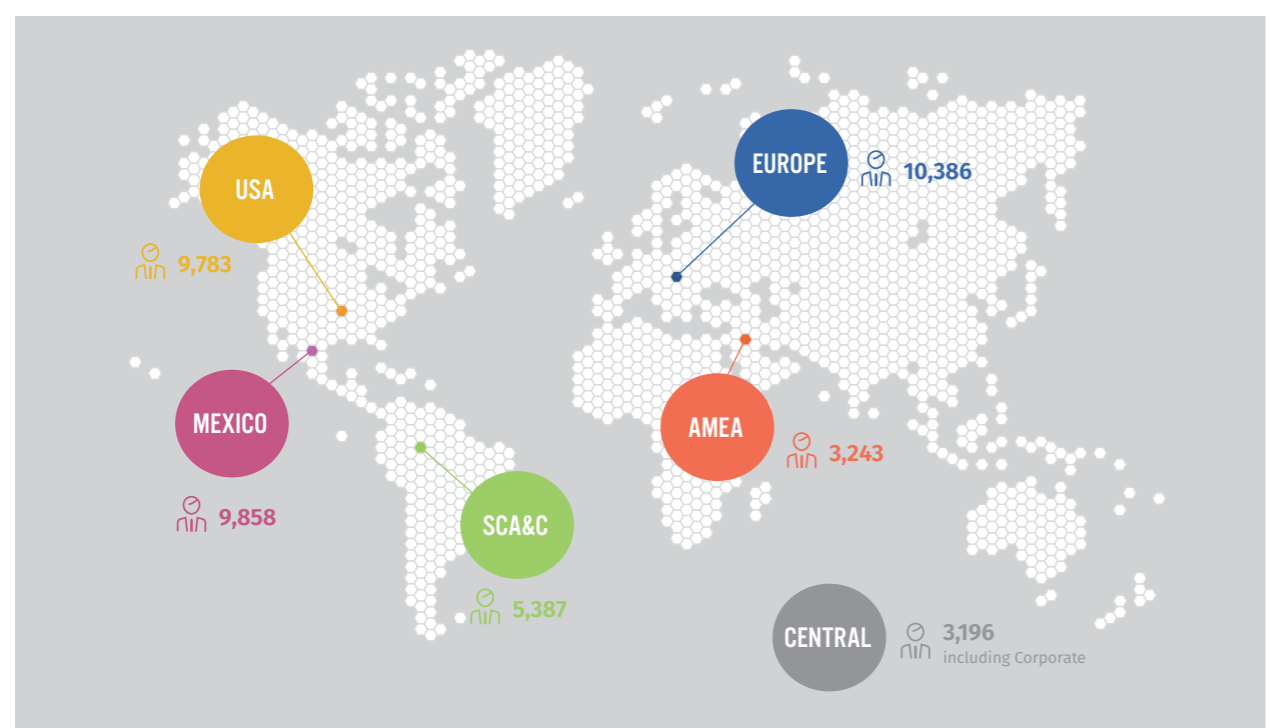 EUROPE
10,386
USA
9,783
MEXICO
9,858
AMEA
3,243
SCA&C
5,387
CENTRAL
3,196
including Corporate